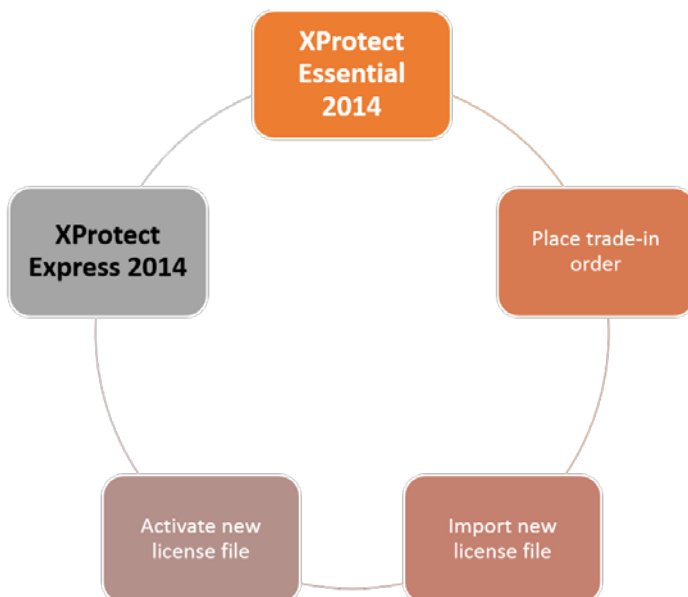 XProtect
Essential
2014
Place trade-in
order
Import new
license file
Activate new
license file
XProtect
Express 2014